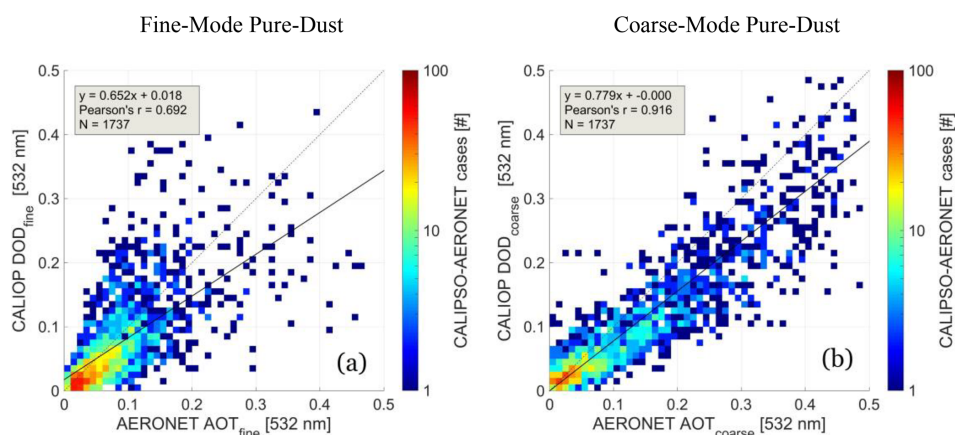 Fine-Mode Pure-Dust
Coarse-Mode Pure-Dust
y = 0.652x + 0.018
Pearson's r = 0.692
N = 1737
0.5
0.4
0.3
0.2
0.1
0
0 0.1 0.2 0.3 0.4 0.5
CALIOP DOD_fine [532 nm]
AERONET AOT_fine [532 nm]
(a)
100
10
1
CALIPSO-AERONET cases [#]
y = 0.779x + -0.000
Pearson's r = 0.916
N = 1737
0.5
0.4
0.3
0.2
0.1
0
0 0.1 0.2 0.3 0.4 0.5
CALIOP DOD_coarse [532 nm]
AERONET AOT_coarse [532 nm]
(b)
100
10
1
CALIPSO-AERONET cases [#]